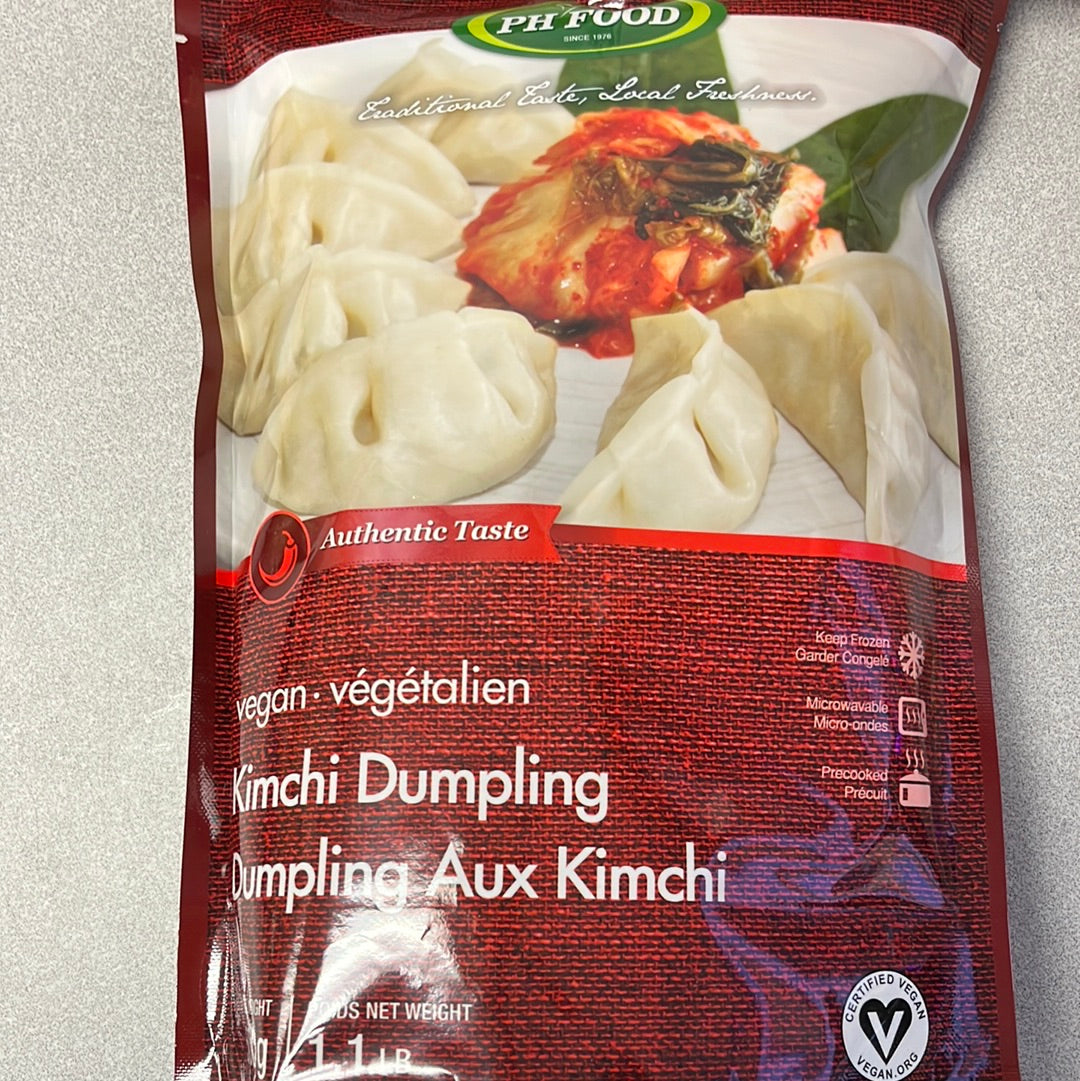 PH FOOD
SINCE 1976
Traditional Taste, Local Freshness.
Authentic Taste
Keep Frozen
Garder Congelé
vegan · végétalien
Microwavable
Micro-ondes
Kimchi Dumpling
Precooked
Précuit
Dumpling Aux Kimchi
CERTIFIED VEGAN
VEGAN.ORG
POIDS NET WEIGHT
1.1 LB